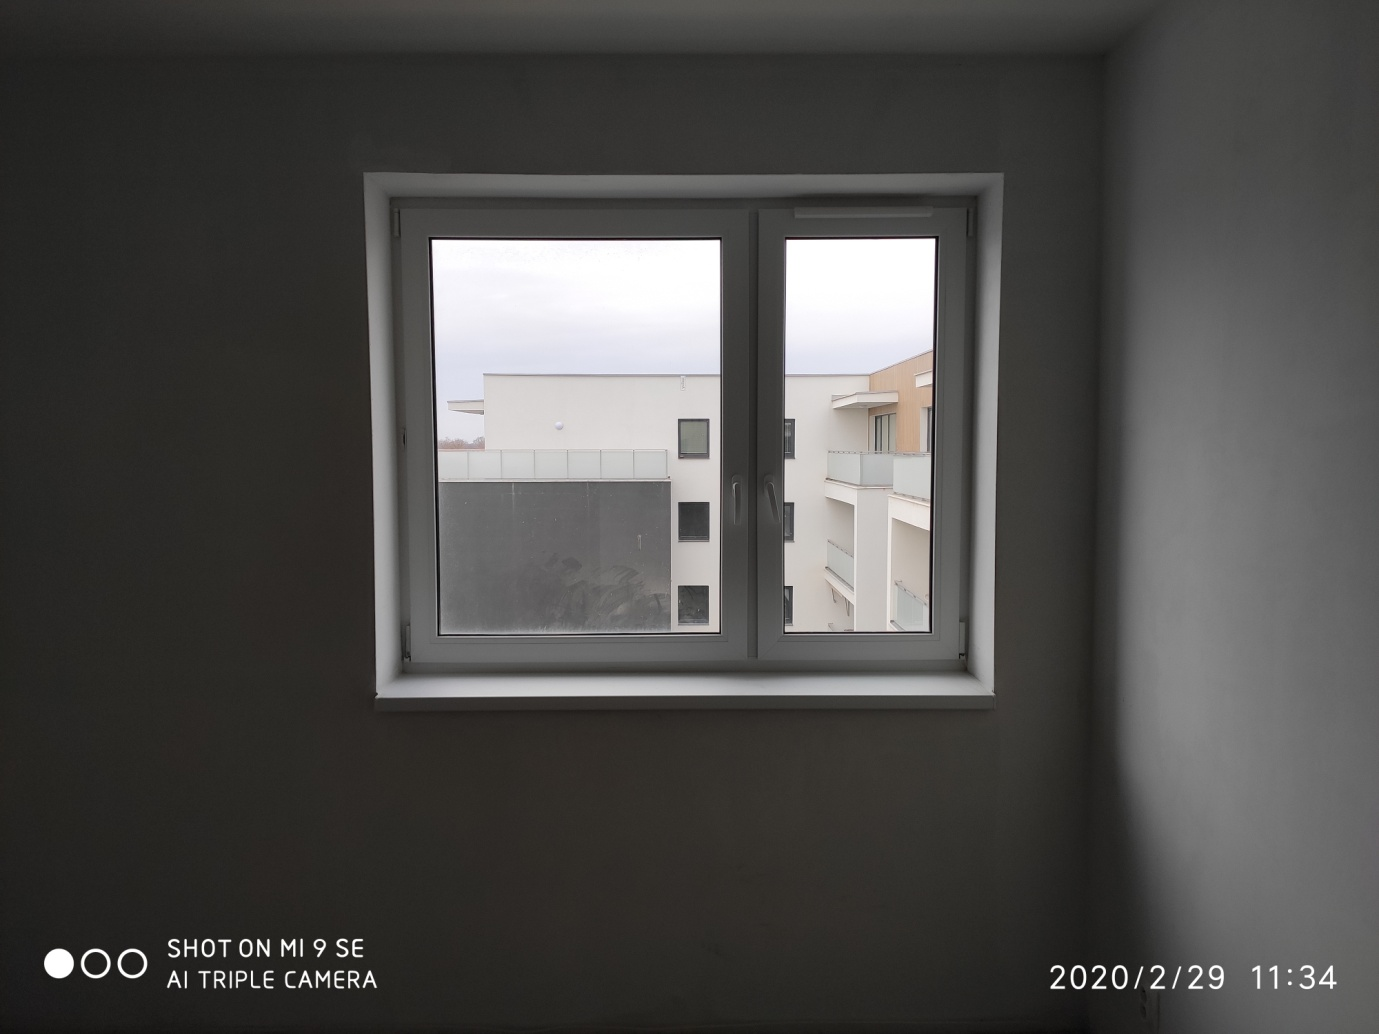 SHOT ON MI 9 SE
AI TRIPLE CAMERA
2020/2/29 11:34